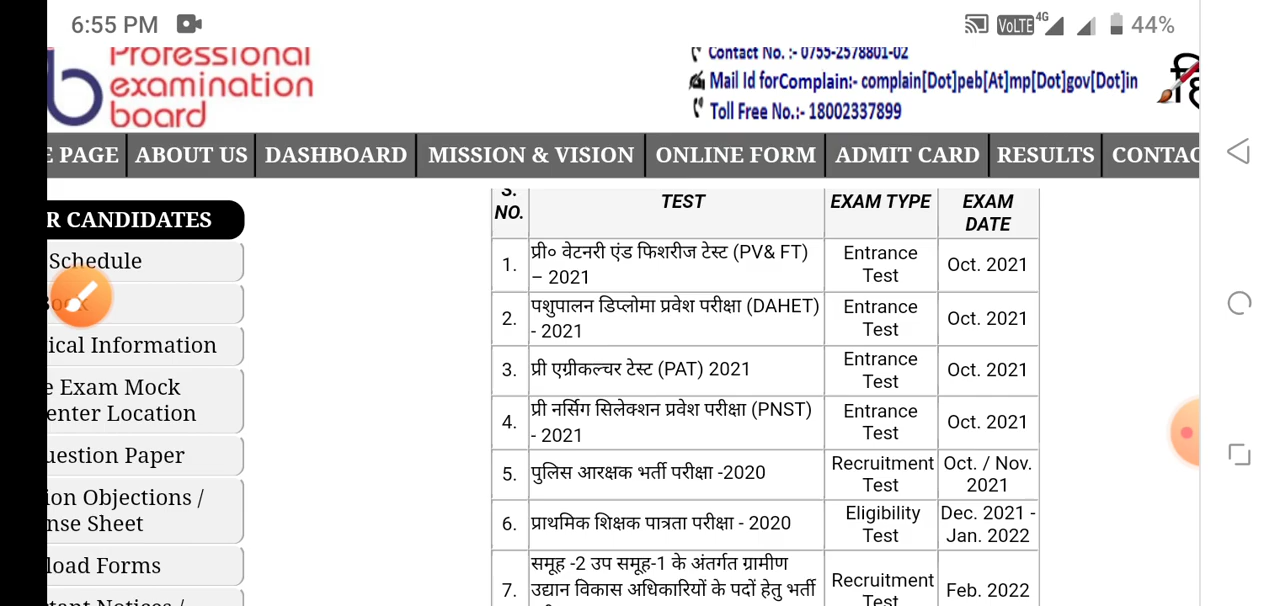 6:55 PM
VoLTE 4G 44%
Professional
examination
board
Contact No. :- 0755-2578801-02
Mail Id forComplain:- complain[Dot]peb[At]mp[Dot]gov[Dot]in
Toll Free No.:- 18002337899
E PAGE ABOUT US DASHBOARD MISSION & VISION ONLINE FORM ADMIT CARD RESULTS CONTAC
R CANDIDATES
Schedule
ical Information
e Exam Mock
enter Location
uestion Paper
ion Objections /
nse Sheet
load Forms
S. NO. TEST EXAM TYPE EXAM DATE
1. प्री० वेटनरी एंड फिशरीज टेस्ट (PV& FT) – 2021 Entrance Test Oct. 2021
2. पशुपालन डिप्लोमा प्रवेश परीक्षा (DAHET) - 2021 Entrance Test Oct. 2021
3. प्री एग्रीकल्चर टेस्ट (PAT) 2021 Entrance Test Oct. 2021
4. प्री नर्सिग सिलेक्शन प्रवेश परीक्षा (PNST) - 2021 Entrance Test Oct. 2021
5. पुलिस आरक्षक भर्ती परीक्षा -2020 Recruitment Test Oct. / Nov. 2021
6. प्राथमिक शिक्षक पात्रता परीक्षा - 2020 Eligibility Test Dec. 2021 - Jan. 2022
7. समूह -2 उप समूह-1 के अंतर्गत ग्रामीण उद्यान विकास अधिकारियों के पदों हेतु भर्ती Recruitment Test Feb. 2022